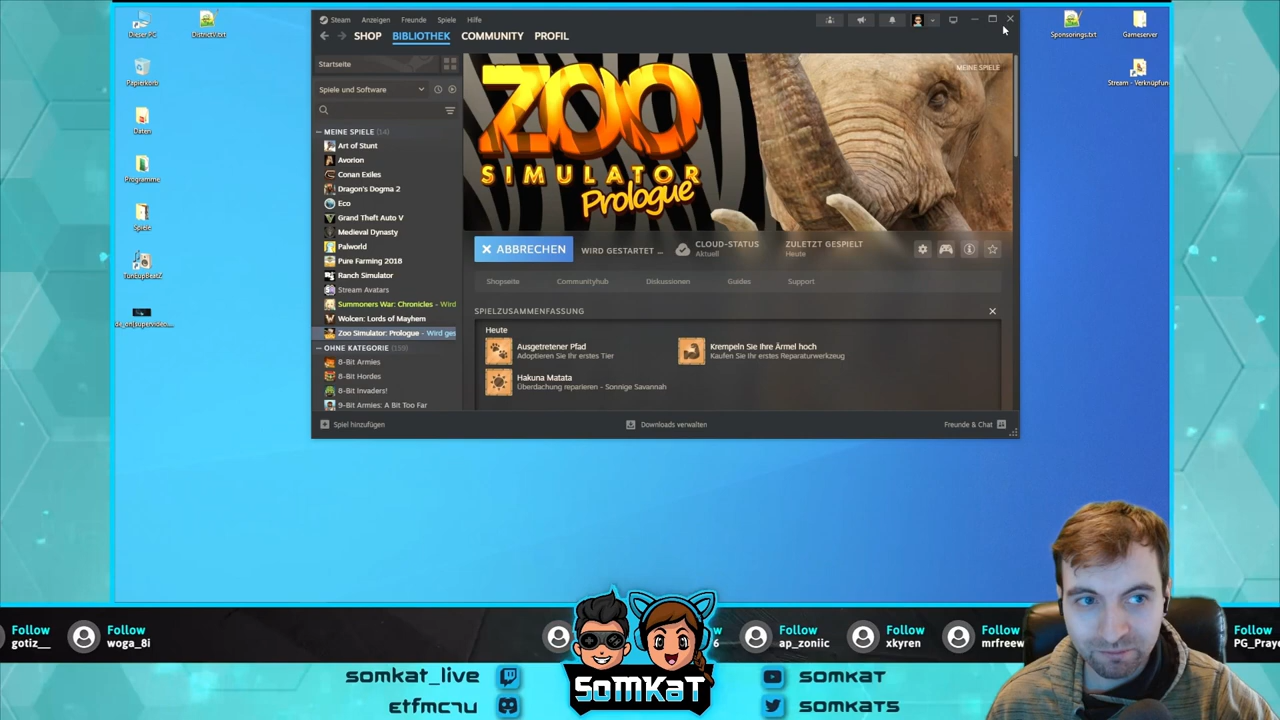 Dieser PC
DistrictV.txt
Papierkorb
Daten
Programme
Spiele
TunEupBeatZ
Steam
Anzeigen
Freunde
Spiele
Hilfe
SHOP
BIBLIOTHEK
COMMUNITY
PROFIL
Startseite
Spiele und Software
MEINE SPIELE (14)
Art of Stunt
Avorion
Conan Exiles
Dragon's Dogma 2
Eco
Grand Theft Auto V
Medieval Dynasty
Palworld
Pure Farming 2018
Ranch Simulator
Stream Avatars
Summoners War: Chronicles - Wird
Wolcen: Lords of Mayhem
Zoo Simulator: Prologue - Wird ges
OHNE KATEGORIE (159)
8-Bit Armies
8-Bit Hordes
8-Bit Invaders!
9-Bit Armies: A Bit Too Far
MEINE SPIELE
ZOO
SIMULATOR
Prologue
ABBRECHEN
WIRD GESTARTET ...
CLOUD-STATUS
Aktuell
ZULETZT GESPIELT
Heute
Shopseite
Communityhub
Diskussionen
Guides
Support
SPIELZUSAMMENFASSUNG
Heute
Ausgetretener Pfad
Adoptieren Sie Ihr erstes Tier
Krempeln Sie Ihre Ärmel hoch
Kaufen Sie Ihr erstes Reparaturwerkzeug
Hakuna Matata
Überdachung reparieren - Sonnige Savannah
Spiel hinzufügen
Downloads verwalten
Freunde & Chat
Sponsorings.txt
Gameserver
Stream - Verknüpfun
Follow
gotiz__
Follow
woga_8i
w
6
Follow
ap_zoniic
Follow
xkyren
Follow
mrfreew
Follow
PG_Praye
SOMKAT
somkat_live
etfmc7u
somkat
somkats